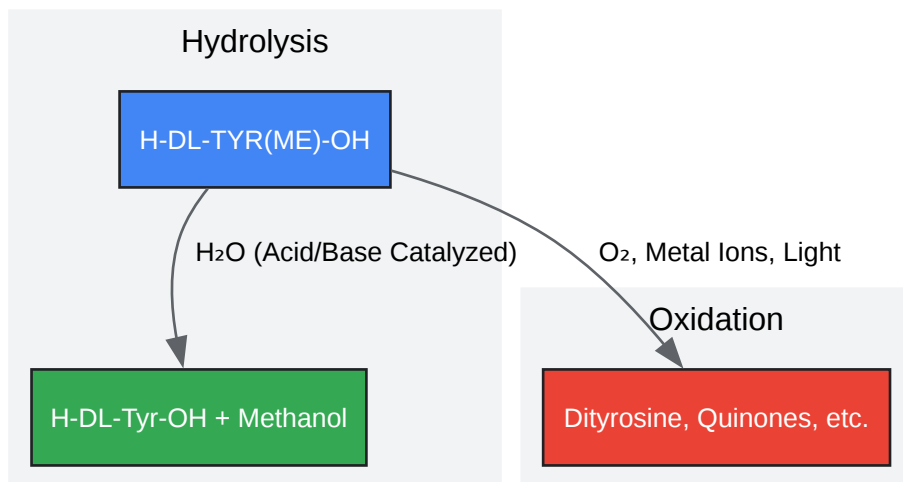 Hydrolysis
H-DL-TYR(ME)-OH
H₂O (Acid/Base Catalyzed)
O₂, Metal Ions, Light
Oxidation
H-DL-Tyr-OH + Methanol
Dityrosine, Quinones, etc.